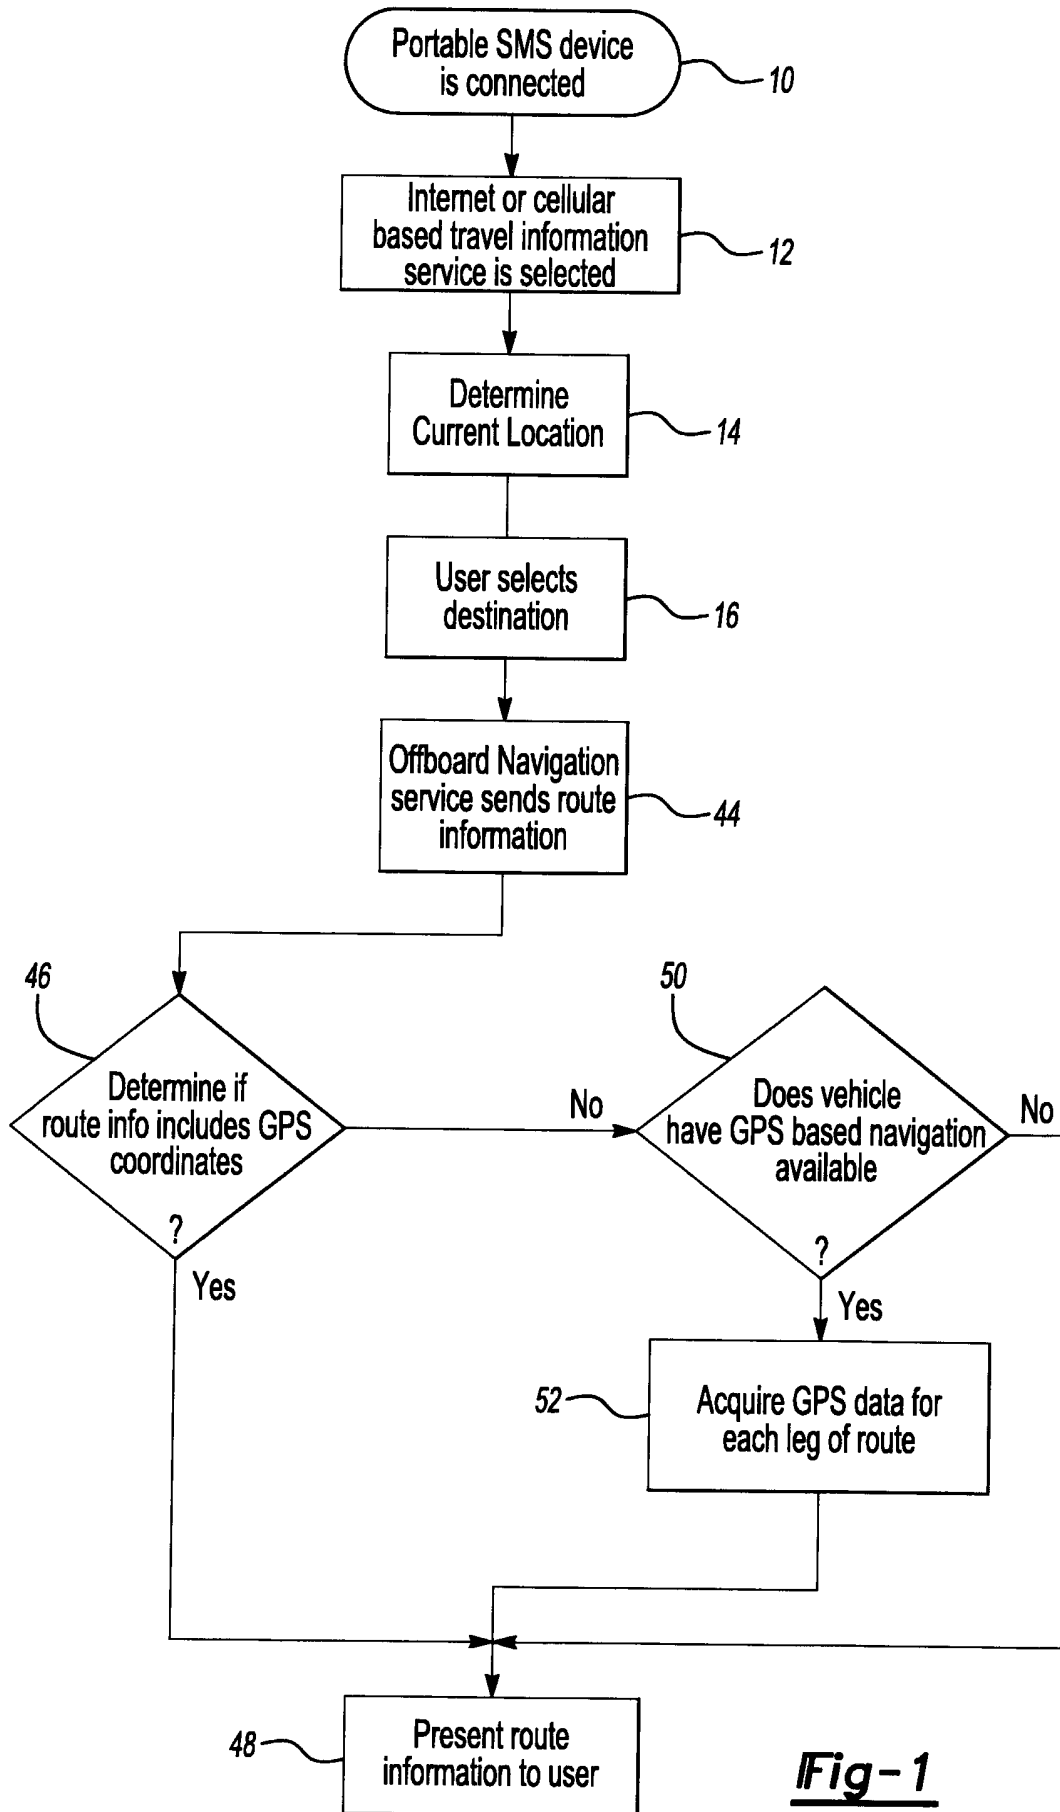 Portable SMS device
is connected
10
Internet or cellular
based travel information
service is selected
12
Determine
Current Location
14
User selects
destination
16
Offboard Navigation
service sends route
information
44
46
Determine if
route info includes GPS
coordinates
?
No
Yes
50
Does vehicle
have GPS based navigation
available
?
No
Yes
52
Acquire GPS data for
each leg of route
48
Present route
information to user
Fig-1